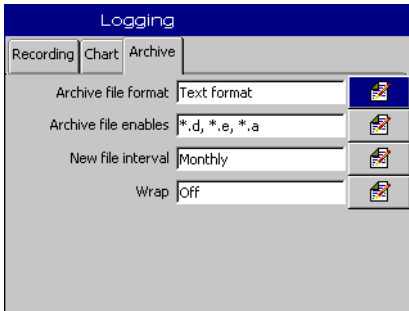 Logging
Recording Chart Archive
Archive file format Text format
Archive file enables *.d, *.e, *.a
New file interval Monthly
Wrap Off